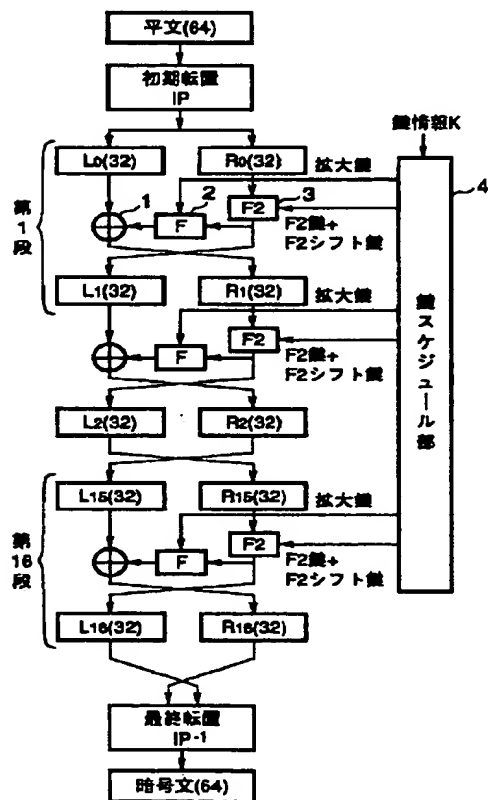 平文(64)
初期転置
IP
鍵情報K
L0(32)
R0(32)
拡大鍵
4
第1段
1
2
3
F
F2
F2鍵+
F2シフト鍵
L1(32)
R1(32)
拡大鍵
鍵スケジュール部
F
F2
F2鍵+
F2シフト鍵
L2(32)
R2(32)
L15(32)
R15(32)
拡大鍵
第16段
F
F2
F2鍵+
F2シフト鍵
L16(32)
R16(32)
最終転置
IP-1
暗号文(64)